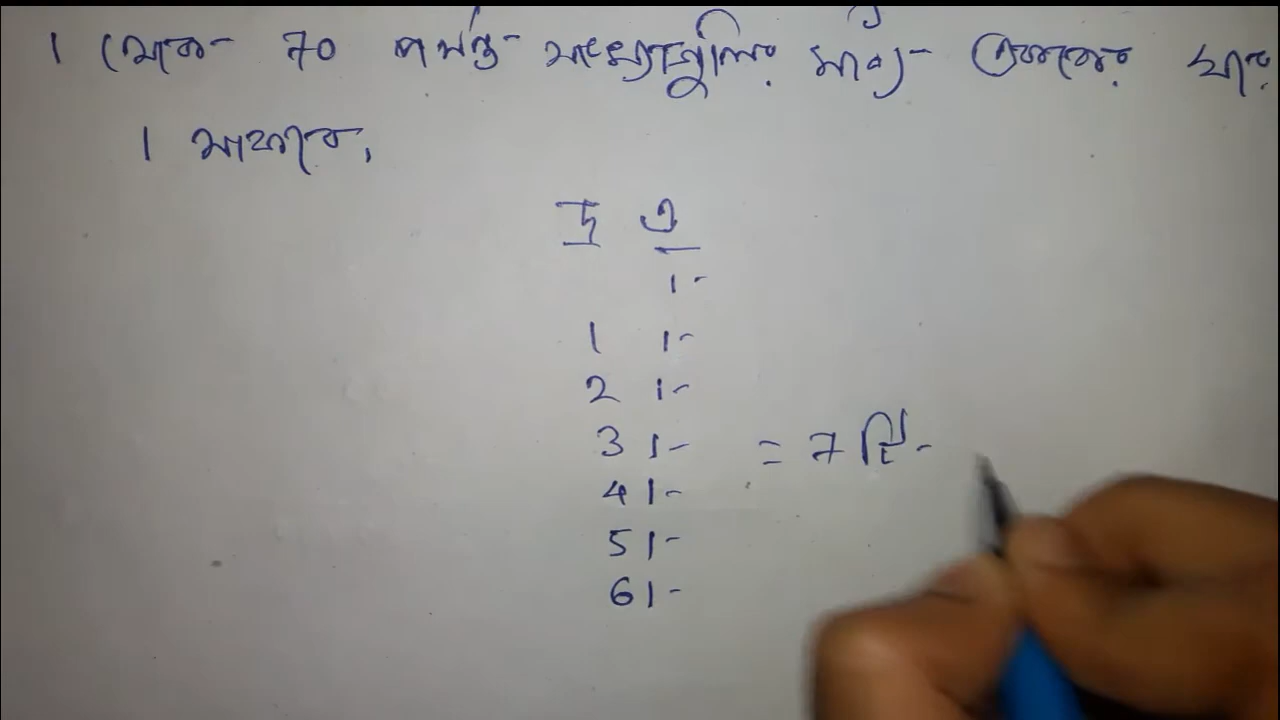 1 থেকে 70 পর্যন্ত সংখ্যাগুলির মধ্যে এককের ঘরে
1 থাকবে,
দ এ
1-
1 1-
2 1-
3 1- = 7 টি-
4 1-
5 1-
6 1-